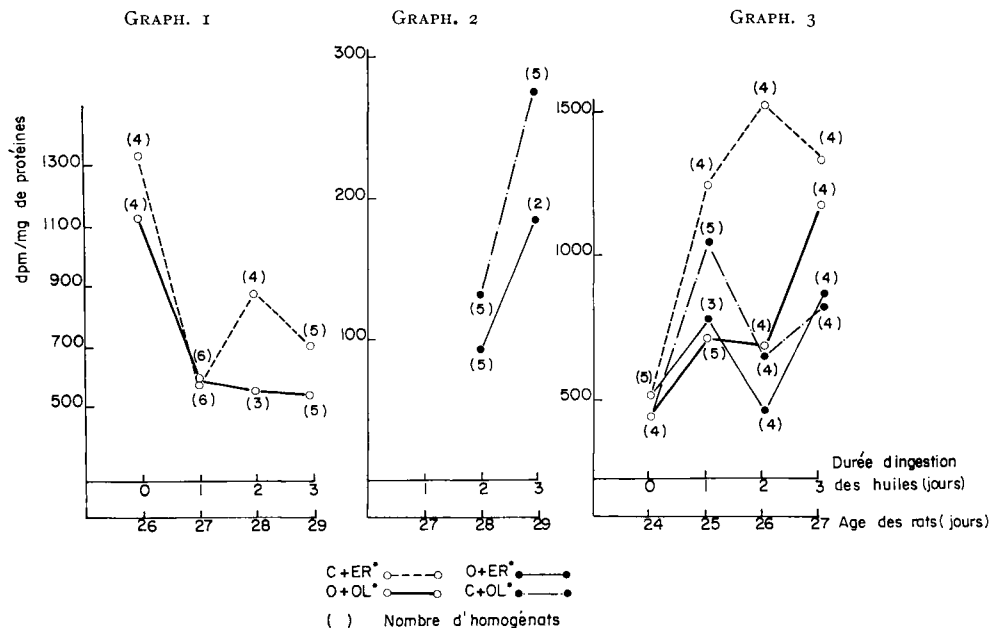 GRAPH. 1
GRAPH. 2
GRAPH. 3
dpm/mg de protéines
1300
1100
900
700
500
(4)
(4)
(6)
(6)
(4)
(3)
(5)
(5)
0 1 2 3
26 27 28 29
300
200
100
(5)
(2)
(5)
(5)
2 3
27 28 29
1500
1000
500
(4)
(4)
(4)
(4)
(5)
(3)
(4)
(4)
(5)
(5)
(4)
(4)
(4)
(4)
0 1 2 3
Durée d'ingestion
des huiles (jours)
24 25 26 27
Age des rats (jours)
C+ER* O+ER*
O+OL* C+OL*
( ) Nombre d'homogénats